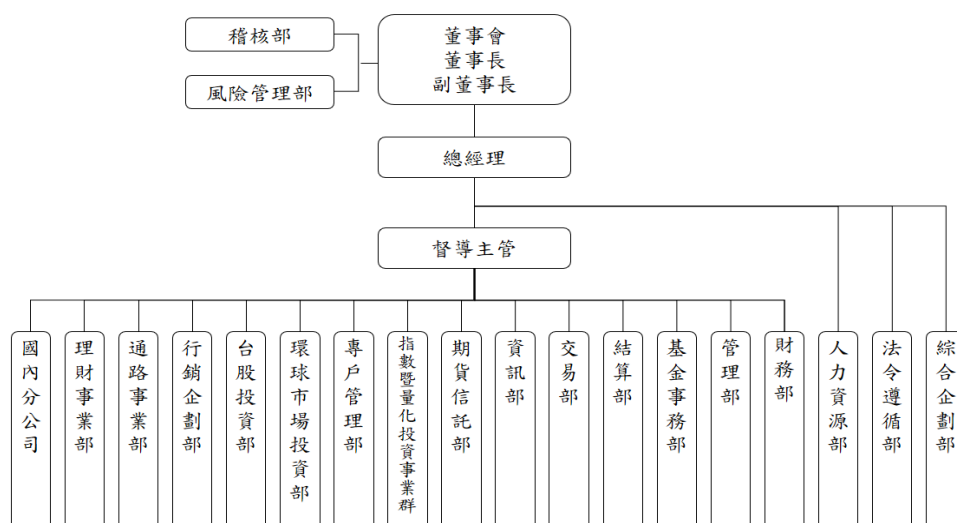 稽核部
董事會
董事長
副董事長
風險管理部
總經理
督導主管
國內分公司
理財事業部
通路事業部
行銷企劃部
台股投資部
環球市場投資部
專戶管理部
指數暨量化投資事業群
期貨信託部
資訊部
交易部
結算部
基金事務部
管理部
財務部
人力資源部
法令遵循部
綜合企劃部